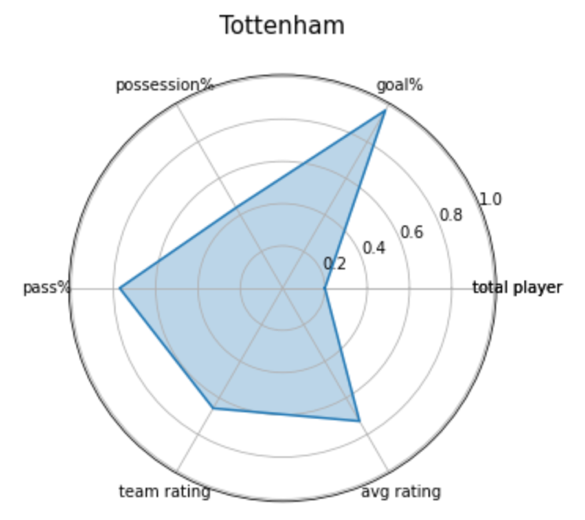 Tottenham
possession%
goal%
1.0
0.8
0.6
0.4
0.2
pass%
total player
team rating
avg rating